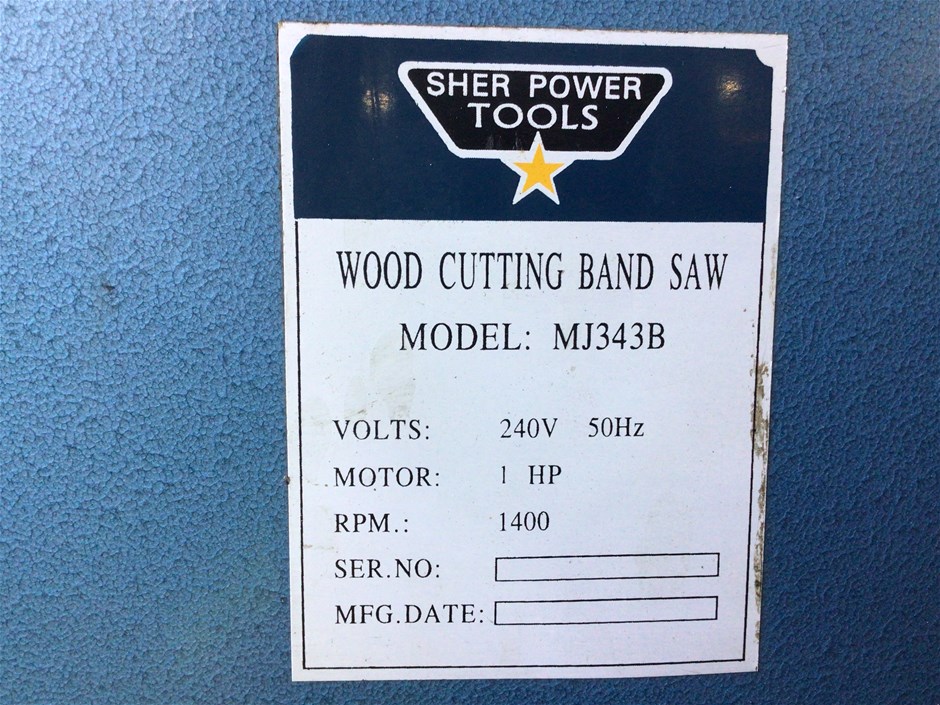 SHER POWER
TOOLS
WOOD CUTTING BAND SAW
MODEL: MJ343B
VOLTS: 240V 50Hz
MOTOR: 1 HP
RPM.: 1400
SER.NO:
MFG.DATE: